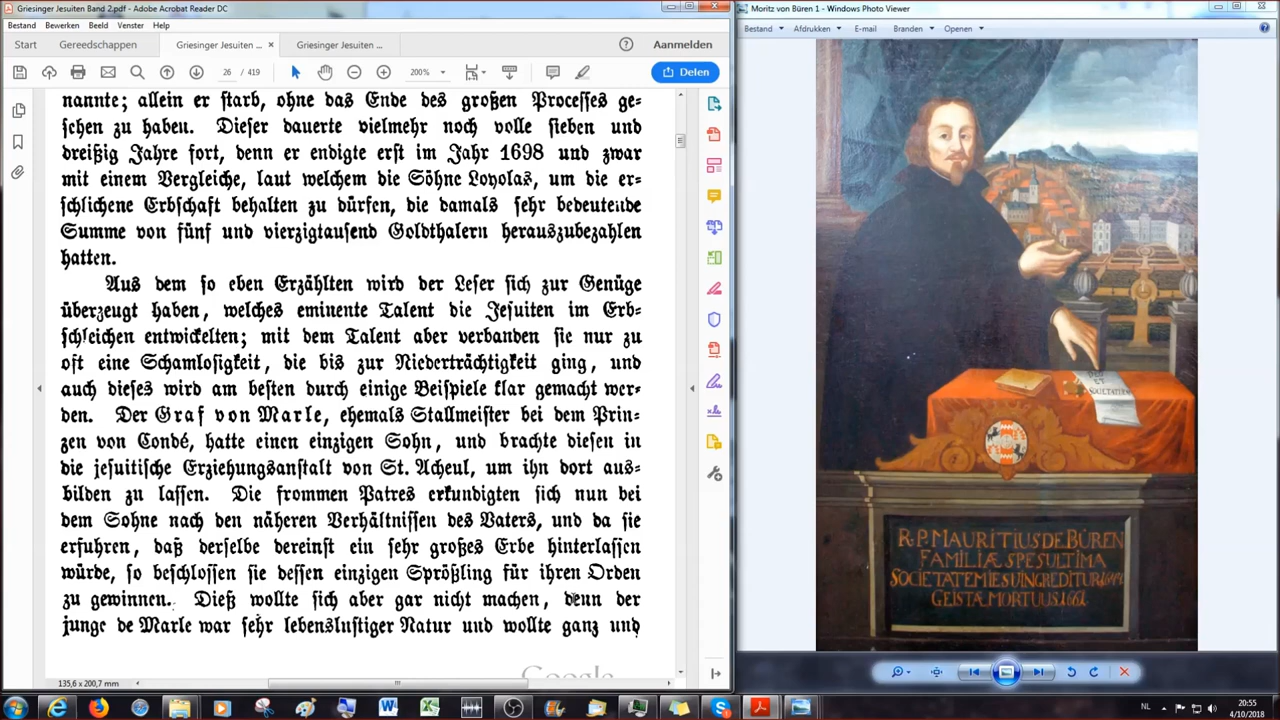 Griesinger Jesuiten Band 2.pdf - Adobe Acrobat Reader DC
Bestand Bewerken Beeld Venster Help
Start Gereedschappen Griesinger Jesuiten ... × Griesinger Jesuiten ... Aanmelden
26 / 419 200% Delen
nannte; allein er starb, ohne das Ende des großen Processes ge-
sehen zu haben. Dieser dauerte vielmehr noch volle sieben und
dreißig Jahre fort, denn er endigte erst im Jahr 1698 und zwar
mit einem Vergleiche, laut welchem die Söhne Loyolas, um die er-
schlichene Erbschaft behalten zu dürfen, die damals sehr bedeutende
Summe von fünf und vierzigtausend Goldthalern herauszubezahlen
hatten.
Aus dem so eben Erzählten wird der Leser sich zur Genüge
überzeugt haben, welches eminente Talent die Jesuiten im Erb-
schleichen entwickelten; mit dem Talent aber verbanden sie nur zu
oft eine Schamlosigkeit, die bis zur Niederträchtigkeit ging, und
auch dieses wird am besten durch einige Beispiele klar gemacht wer-
den. Der Graf von Marle, ehemals Stallmeister bei dem Prin-
zen von Condé, hatte einen einzigen Sohn, und brachte diesen in
die jesuitische Erziehungsanstalt von St. Acheul, um ihn dort aus-
bilden zu lassen. Die frommen Patres erkundigten sich nun bei
dem Sohne nach den näheren Verhältnissen des Vaters, und da sie
erfuhren, daß derselbe dereinst ein sehr großes Erbe hinterlassen
würde, so beschlossen sie dessen einzigen Sprößling für ihren Orden
zu gewinnen. Dieß wollte sich aber gar nicht machen, denn der
junge de Marle war sehr lebenslustiger Natur und wollte ganz und
Google
135,6 x 200,7 mm
Moritz von Büren 1 - Windows Photo Viewer
Bestand Afdrukken E-mail Branden Openen
SOCIETATE
R.P. MAURITIUS DE BÜREN
FAMILIÆ SPES ULTIMA
SOCIETATEM IESU INGREDITUR
GEISTÆ MORTUUS 1661
NL 20:55
4/10/2018